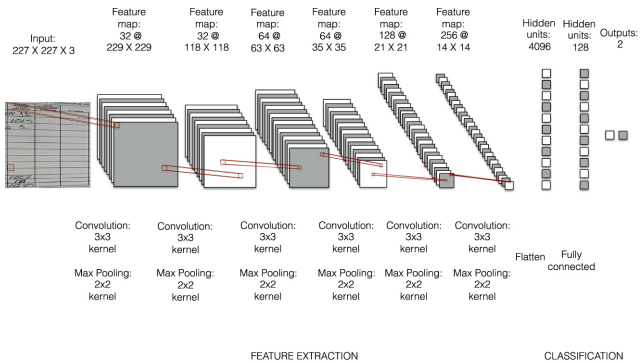 Input:
227 X 227 X 3
Feature
map:
32 @
229 X 229
Feature
map:
32 @
118 X 118
Feature
map:
64 @
63 X 63
Feature
map:
64 @
35 X 35
Feature
map:
128 @
21 X 21
Feature
map:
256 @
14 X 14
Hidden
units:
4096
Hidden
units:
128
Outputs:
2
Convolution:
3x3
kernel
Max Pooling:
2x2
kernel
Convolution:
3x3
kernel
Max Pooling:
2x2
kernel
Convolution:
3x3
kernel
Max Pooling:
2x2
kernel
Convolution:
3x3
kernel
Max Pooling:
2x2
kernel
Convolution:
3x3
kernel
Max Pooling:
2x2
kernel
Convolution:
3x3
kernel
Max Pooling:
2x2
kernel
Flatten
Fully
connected
FEATURE EXTRACTION
CLASSIFICATION